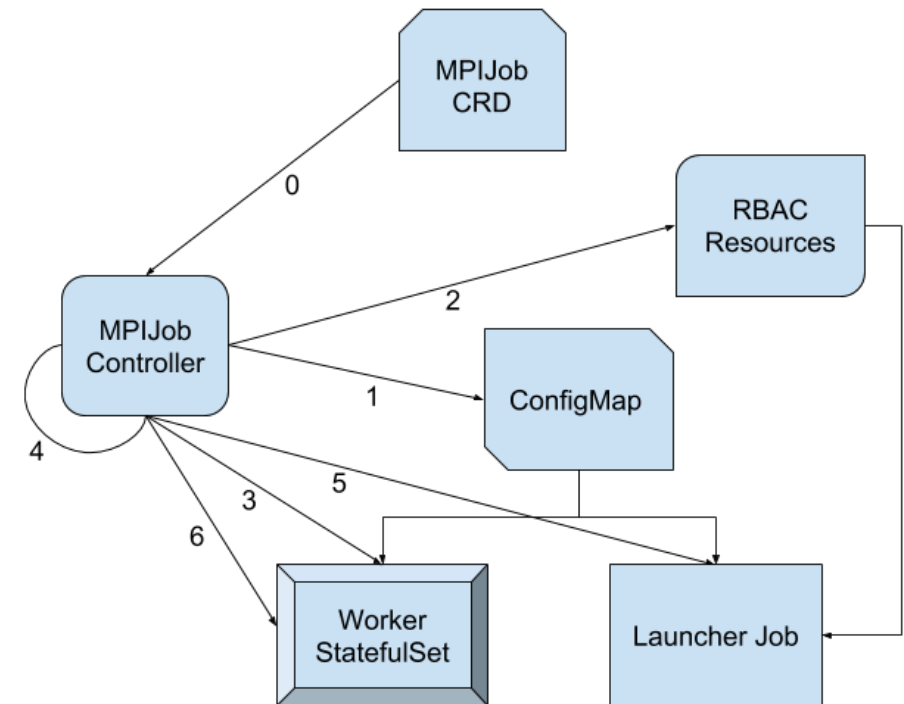 MPIJob
CRD
0
RBAC
Resources
2
MPIJob
Controller
1
ConfigMap
4
3
5
6
Worker
StatefulSet
Launcher Job